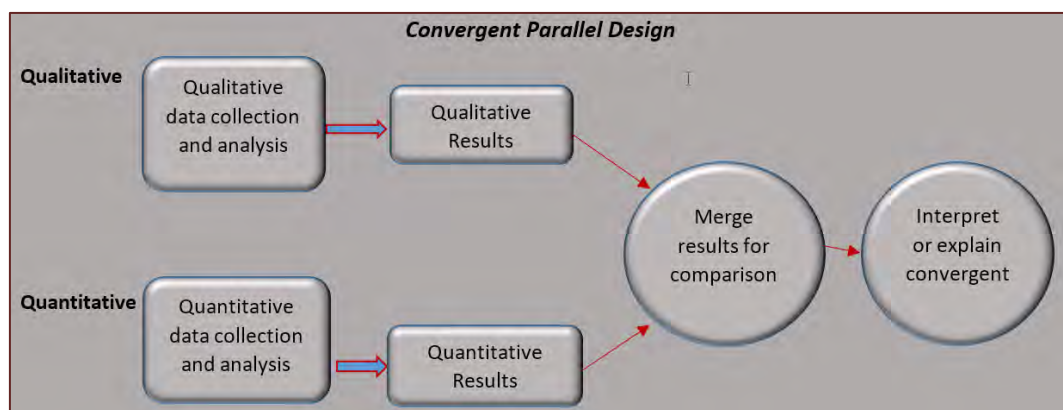 Convergent Parallel Design
Qualitative
Qualitative
data collection
and analysis
Qualitative
Results
Merge
results for
comparison
Interpret
or explain
convergent
Quantitative
Quantitative
data collection
and analysis
Quantitative
Results